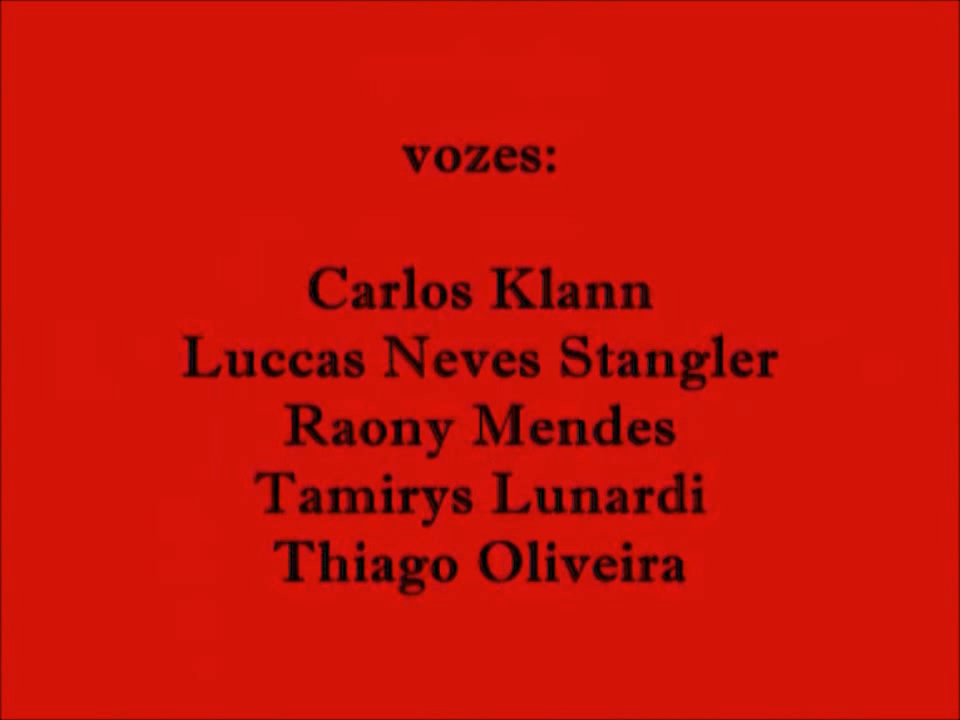 vozes:
Carlos Klann
Luccas Neves Stangler
Raony Mendes
Tamirys Lunardi
Thiago Oliveira